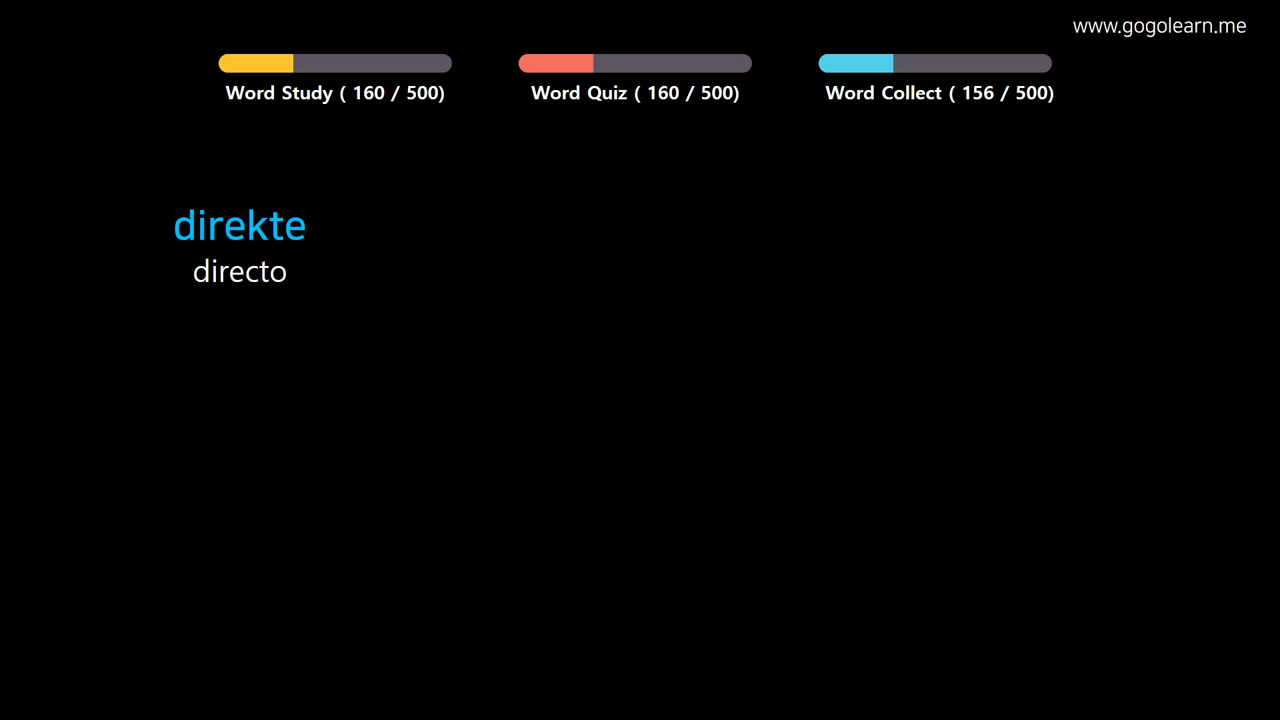 www.gogolearn.me
Word Study ( 160 / 500)
Word Quiz ( 160 / 500)
Word Collect ( 156 / 500)
direkte
directo